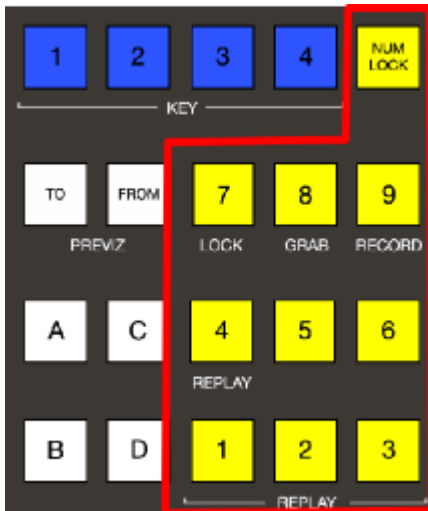 1 2 3 4 NUM LOCK
KEY
TO FROM 7 8 9
PREVIZ LOCK GRAB RECORD
A C 4 5 6
REPLAY
B D 1 2 3
REPLAY